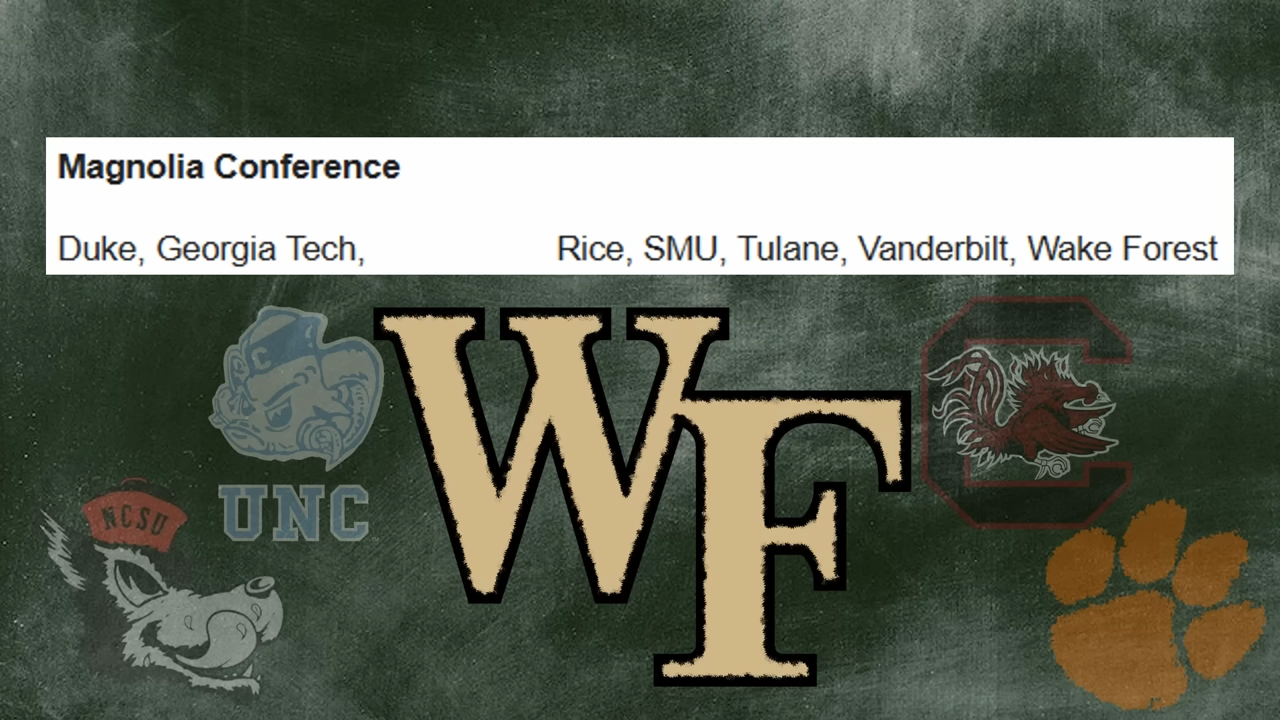 Magnolia Conference
Duke, Georgia Tech, Rice, SMU, Tulane, Vanderbilt, Wake Forest
C
UNC
WF
C
NCSU